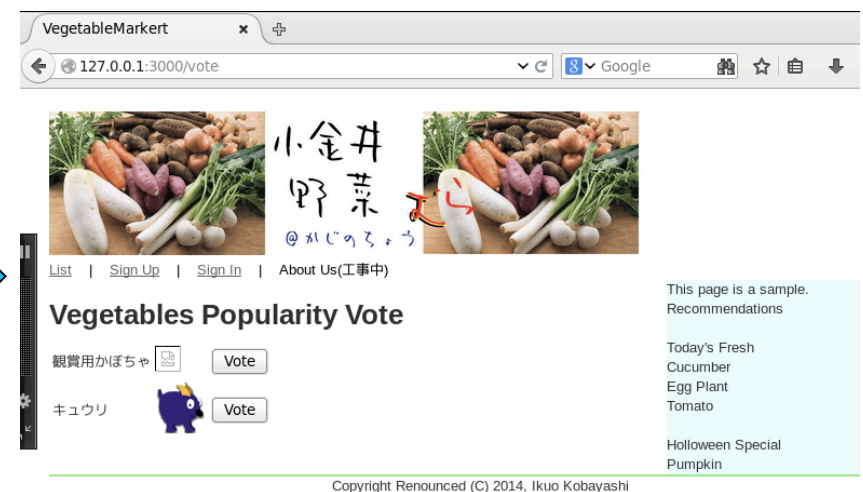 VegetableMarkert
127.0.0.1:3000/vote
Google
小金井
野菜むら
@かじのちょう
List | Sign Up | Sign In | About Us(工事中)
Vegetables Popularity Vote
観賞用かぼちゃ Vote
キュウリ Vote
This page is a sample.
Recommendations
Today's Fresh
Cucumber
Egg Plant
Tomato
Holloween Special
Pumpkin
Copyright Renounced (C) 2014, Ikuo Kobayashi